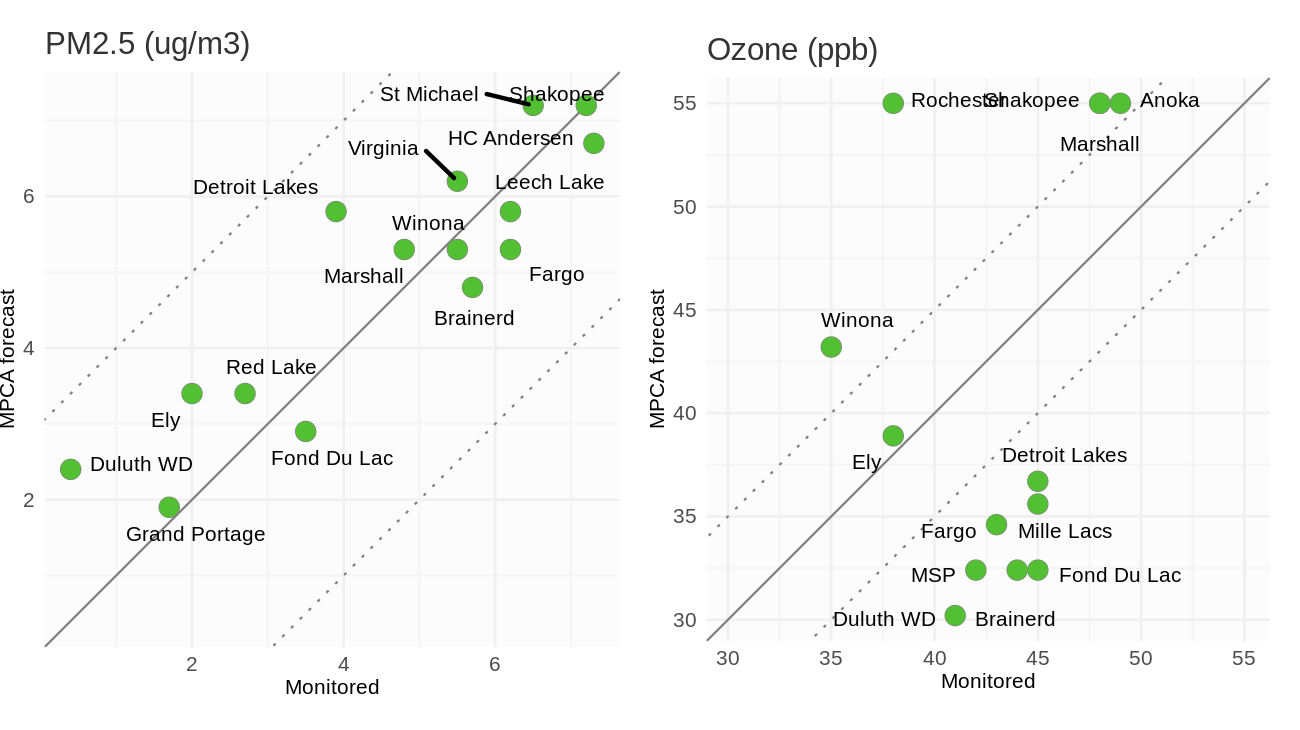 PM2.5 (ug/m3)
St Michael
Shakopee
HC Andersen
Virginia
Leech Lake
Detroit Lakes
Winona
Marshall
Fargo
Brainerd
Red Lake
Ely
Fond Du Lac
Duluth WD
Grand Portage
6
4
2
2 4 6
MPCA forecast
Monitored
Ozone (ppb)
Rochester
Shakopee
Anoka
Marshall
Winona
Ely
Detroit Lakes
Fargo
Mille Lacs
MSP
Fond Du Lac
Duluth WD
Brainerd
55
50
45
40
35
30
30 35 40 45 50 55
MPCA forecast
Monitored